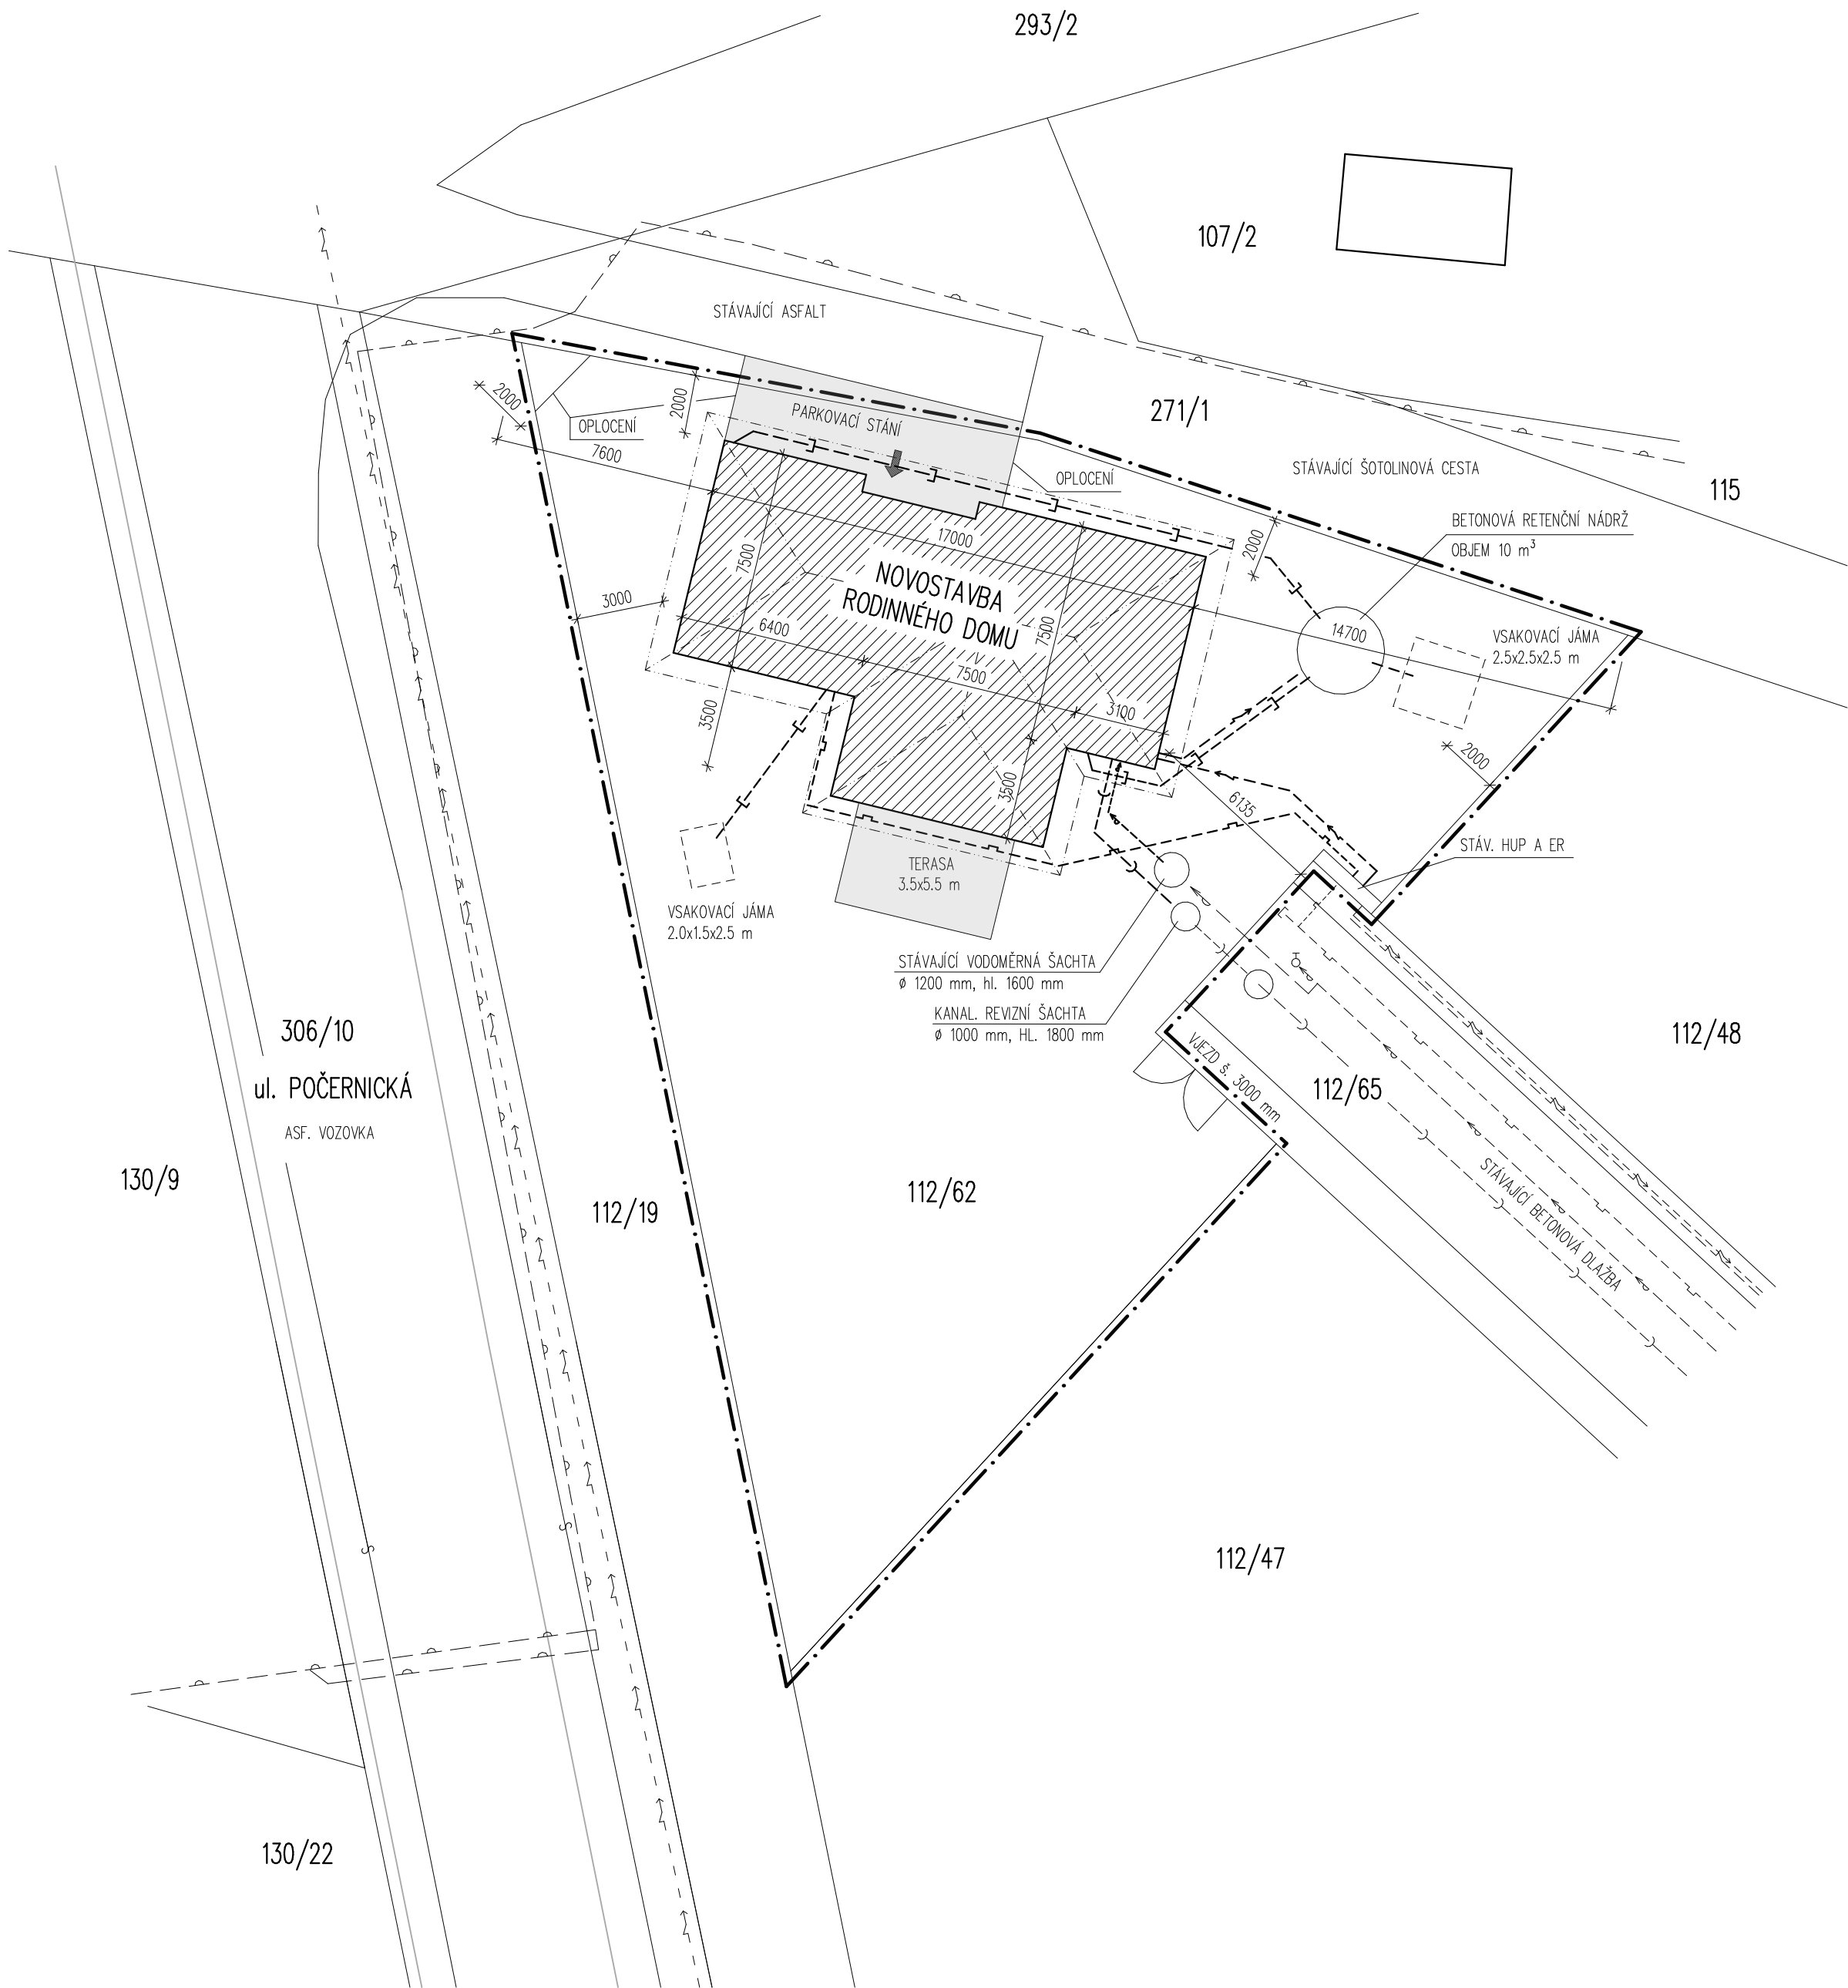 293/2
107/2
STÁVAJÍCÍ ASFALT
271/1
PARKOVACÍ STÁNÍ
OPLOCENÍ
2000
2000
7600
STÁVAJÍCÍ ŠOTOLINOVÁ CESTA
OPLOCENÍ
115
BETONOVÁ RETENČNÍ NÁDRŽ
OBJEM 10 m³
17000
2000
7500
NOVOSTAVBA
RODINNÉHO DOMU
3000
6400
7500
7500
14700
VSAKOVACÍ JÁMA
2.5x2.5x2.5 m
3500
3100
2000
3500
6135
STÁV. HUP A ER
TERASA
3.5x5.5 m
VSAKOVACÍ JÁMA
2.0x1.5x2.5 m
STÁVAJÍCÍ VODOMĚRNÁ ŠACHTA
ø 1200 mm, hl. 1600 mm
KANAL. REVIZNÍ ŠACHTA
ø 1000 mm, HL. 1800 mm
306/10
ul. POČERNICKÁ
ASF. VOZOVKA
112/48
VJEZD š. 3000 mm
112/65
130/9
112/19
112/62
STÁVAJÍCÍ BETONOVÁ DLAŽBA
S
S
112/47
130/22